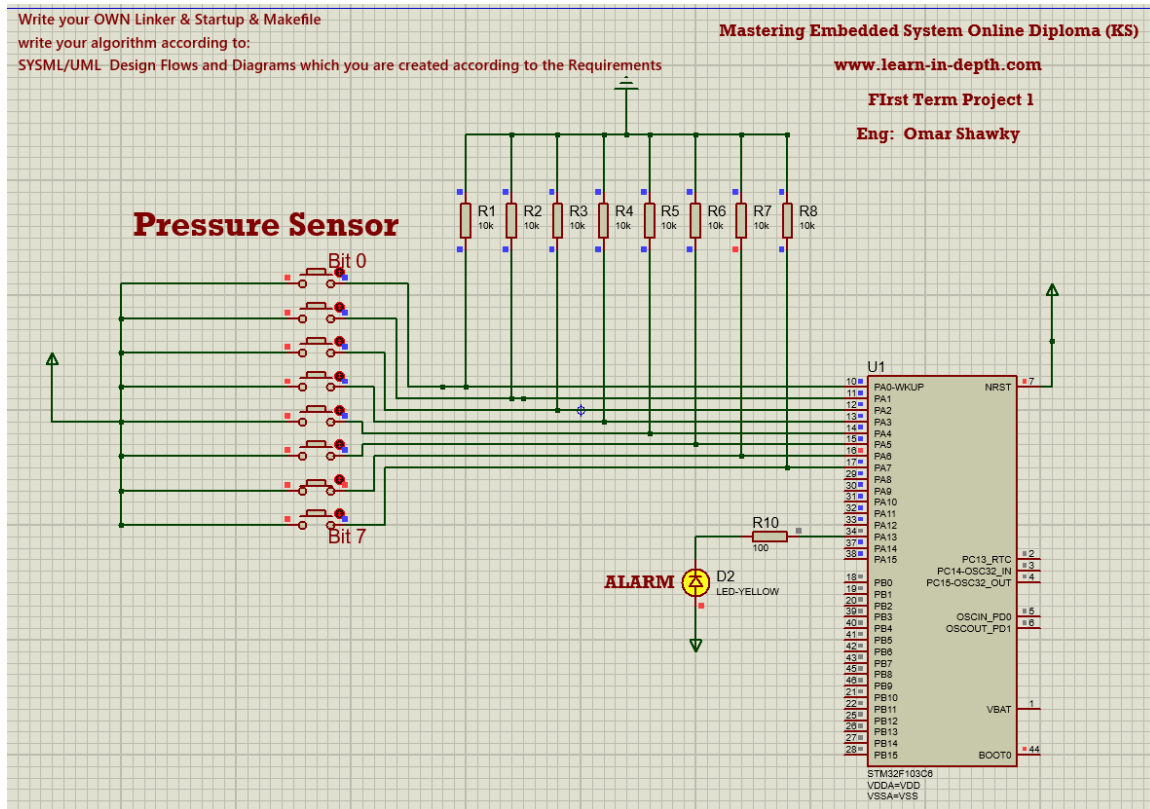 Write your OWN Linker & Startup & Makefile
write your algorithm according to:
SYSML/UML Design Flows and Diagrams which you are created according to the Requirements
Mastering Embedded System Online Diploma (KS)
www.learn-in-depth.com
FIrst Term Project 1
Eng: Omar Shawky
Pressure Sensor
Bit 0
Bit 7
R1
10k
R2
10k
R3
10k
R4
10k
R5
10k
R6
10k
R7
10k
R8
10k
R10
100
ALARM
D2
LED-YELLOW
U1
10 PA0-WKUP
11 PA1
12 PA2
13 PA3
14 PA4
15 PA5
16 PA6
17 PA7
29 PA8
30 PA9
31 PA10
32 PA11
33 PA12
34 PA13
37 PA14
38 PA15
18 PB0
19 PB1
20 PB2
39 PB3
40 PB4
41 PB5
42 PB6
43 PB7
45 PB8
46 PB9
21 PB10
22 PB11
25 PB12
26 PB13
27 PB14
28 PB15
NRST 7
PC13_RTC 2
PC14-OSC32_IN 3
PC15-OSC32_OUT 4
OSCIN_PD0 5
OSCOUT_PD1 6
VBAT 1
BOOT0 44
STM32F103C6
VDDA=VDD
VSSA=VSS